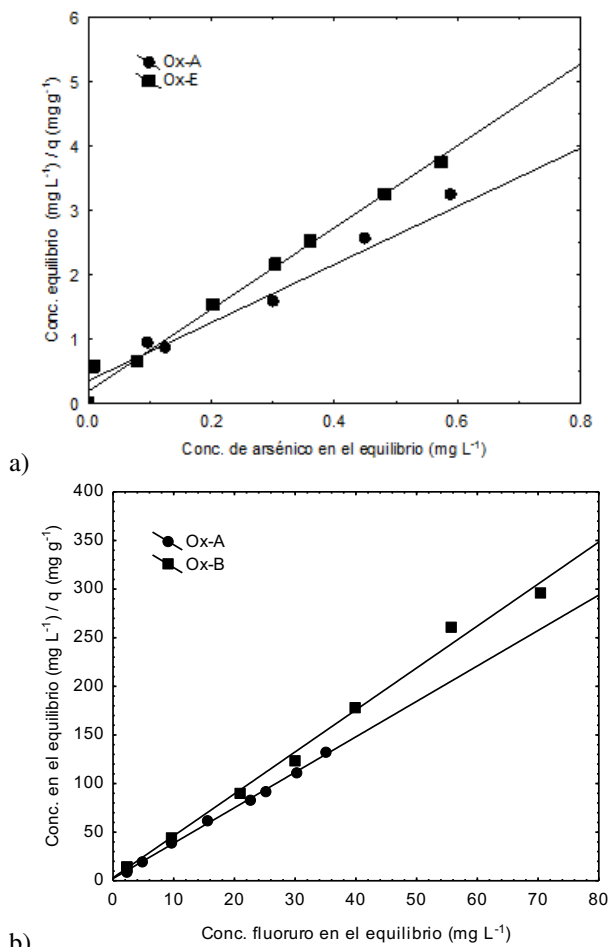 Ox-A
Ox-E
Conc. equilibrio (mg L⁻¹) / q (mg g⁻¹)
6
5
4
3
2
1
0
0.0 0.2 0.4 0.6 0.8
Conc. de arsénico en el equilibrio (mg L⁻¹)
a)
Ox-A
Ox-B
Conc. en el equilibrio (mg L⁻¹) / q (mg g⁻¹)
400
350
300
250
200
150
100
50
0
0 10 20 30 40 50 60 70 80
Conc. fluoruro en el equilibrio (mg L⁻¹)
b)